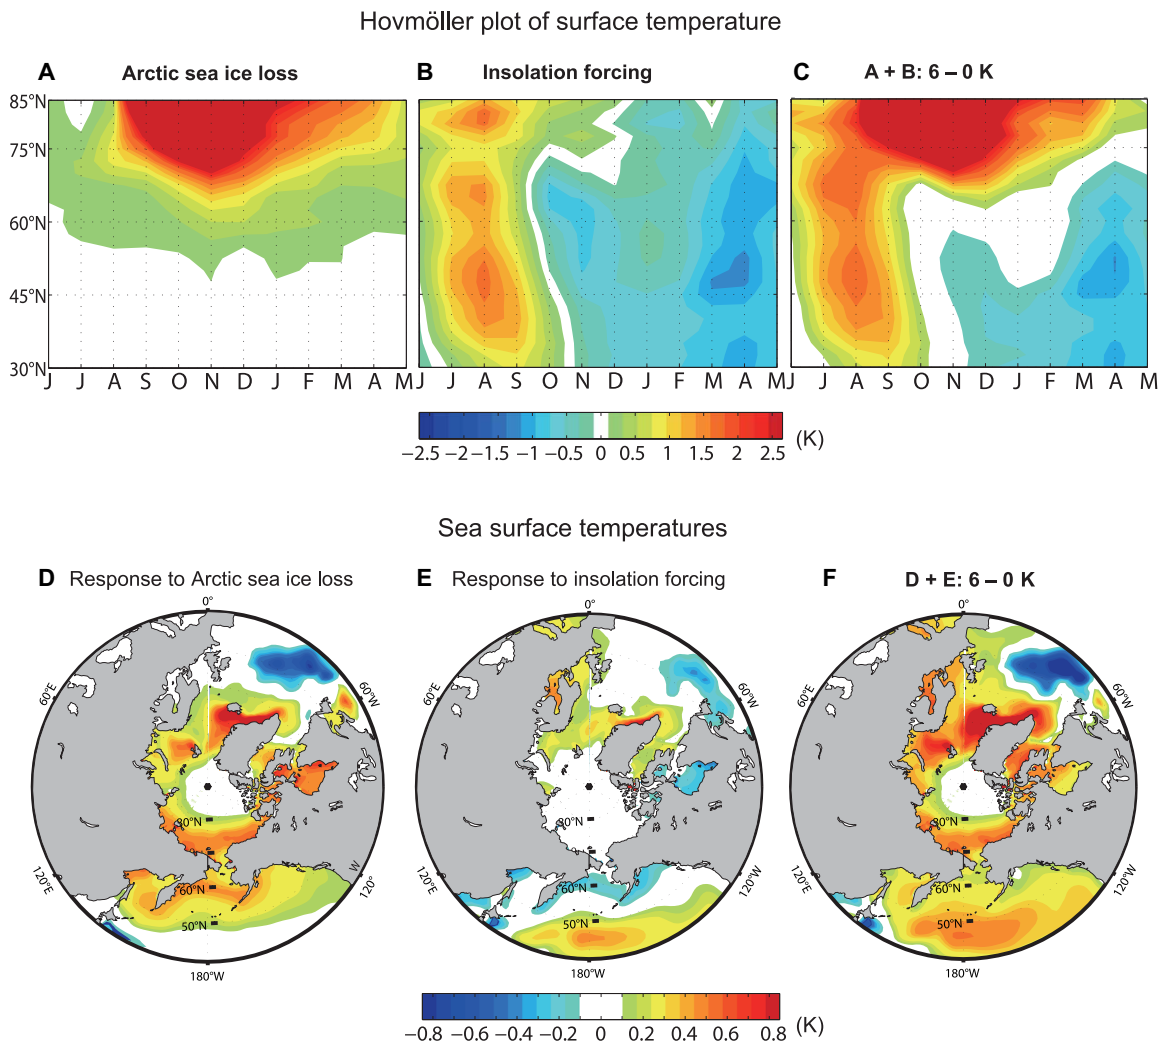 Hovmöller plot of surface temperature
A Arctic sea ice loss
B Insolation forcing
C A + B: 6 – 0 K
85°N
75°N
60°N
45°N
30°N
J J A S O N D J F M A M
J J A S O N D J F M A M
J J A S O N D J F M A M
−2.5 −2 −1.5 −1 −0.5 0 0.5 1 1.5 2 2.5 (K)
Sea surface temperatures
D Response to Arctic sea ice loss
E Response to insolation forcing
F D + E: 6 – 0 K
0°
60°E
60°W
80°N
60°N
50°N
120°E
120°
W
180°W
0°
60°E
60°W
80°N
60°N
50°N
120°E
120°W
180°W
0°
60°E
60°W
80°N
60°N
50°N
120°E
120°W
180°W
−0.8 −0.6 −0.4 −0.2 0 0.2 0.4 0.6 0.8 (K)